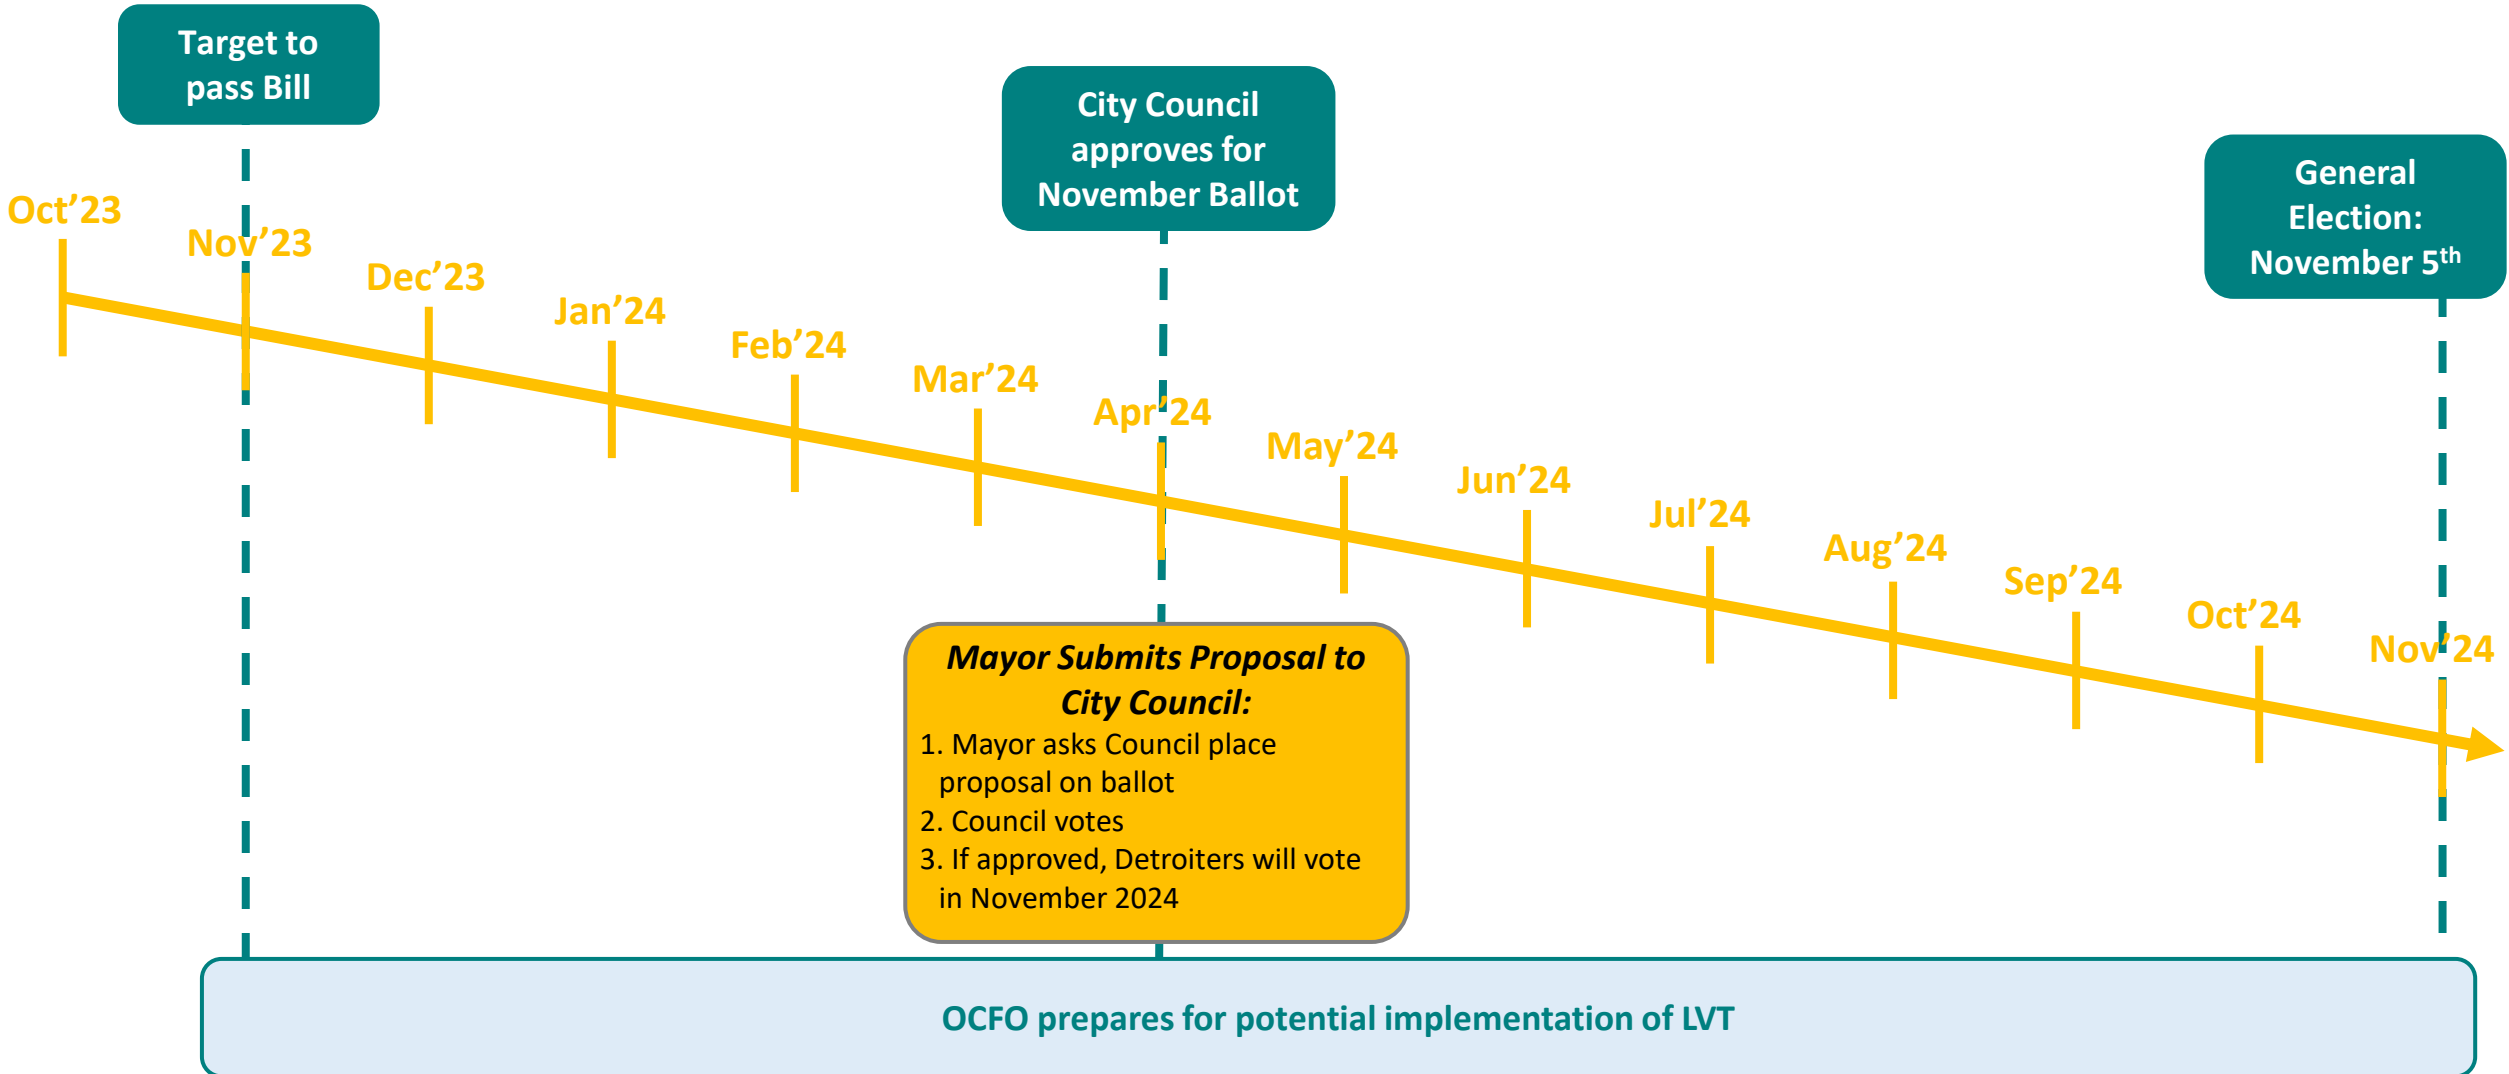 Target to
pass Bill
City Council
approves for
November Ballot
General
Election:
November 5th
Oct’23
Nov’23
Dec’23
Jan’24
Feb’24
Mar’24
Apr’24
May’24
Jun’24
Jul’24
Aug’24
Sep’24
Oct’24
Nov’24
Mayor Submits Proposal to
City Council:
1. Mayor asks Council place
proposal on ballot
2. Council votes
3. If approved, Detroiters will vote
in November 2024
OCFO prepares for potential implementation of LVT